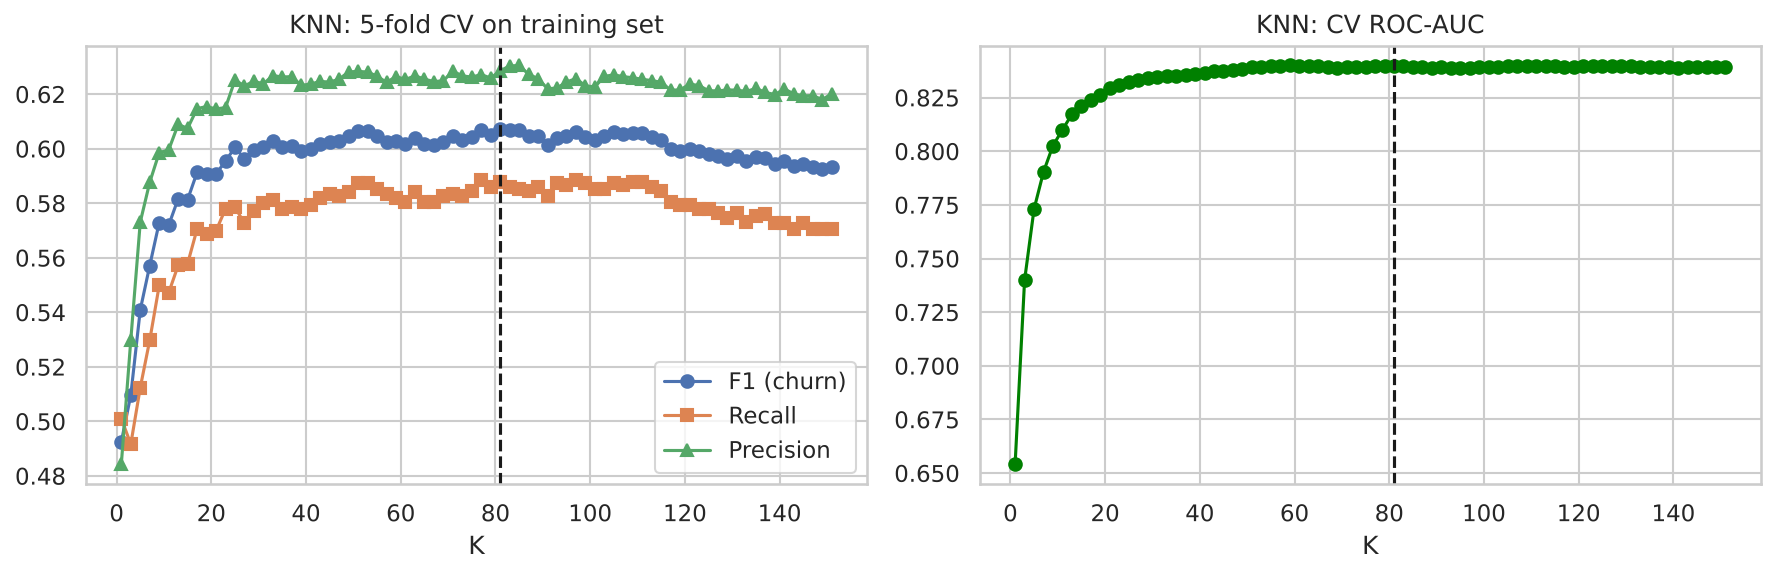 KNN: 5-fold CV on training set
0.62
0.60
0.58
0.56
0.54
0.52
0.50
0.48
0 20 40 60 80 100 120 140
K
F1 (churn)
Recall
Precision
KNN: CV ROC-AUC
0.825
0.800
0.775
0.750
0.725
0.700
0.675
0.650
0 20 40 60 80 100 120 140
K